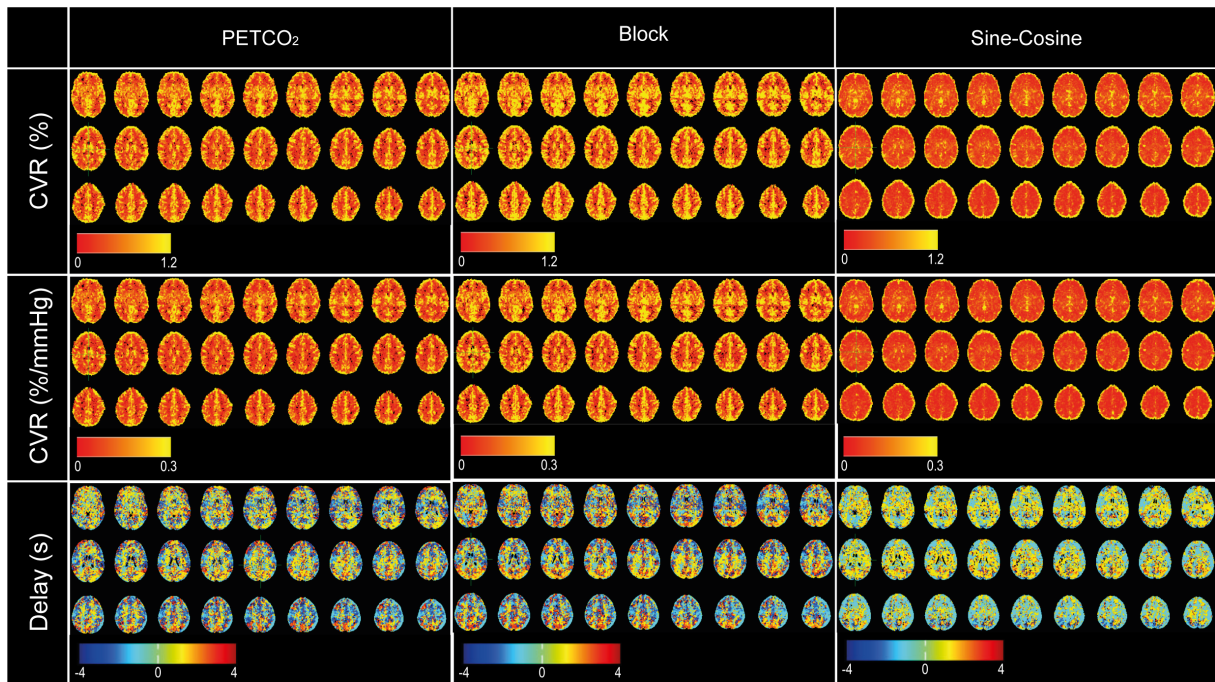 PETCO₂ Block Sine-Cosine
CVR (%)
0 1.2 0 1.2 0 1.2
CVR (%/mmHg)
0 0.3 0 0.3 0 0.3
Delay (s)
-4 0 4 -4 0 4 -4 0 4